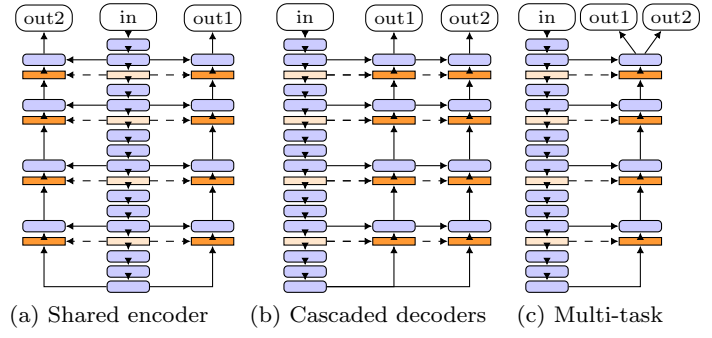 out2 in out1 in out1 out2 in out1 out2
(a) Shared encoder (b) Cascaded decoders (c) Multi-task